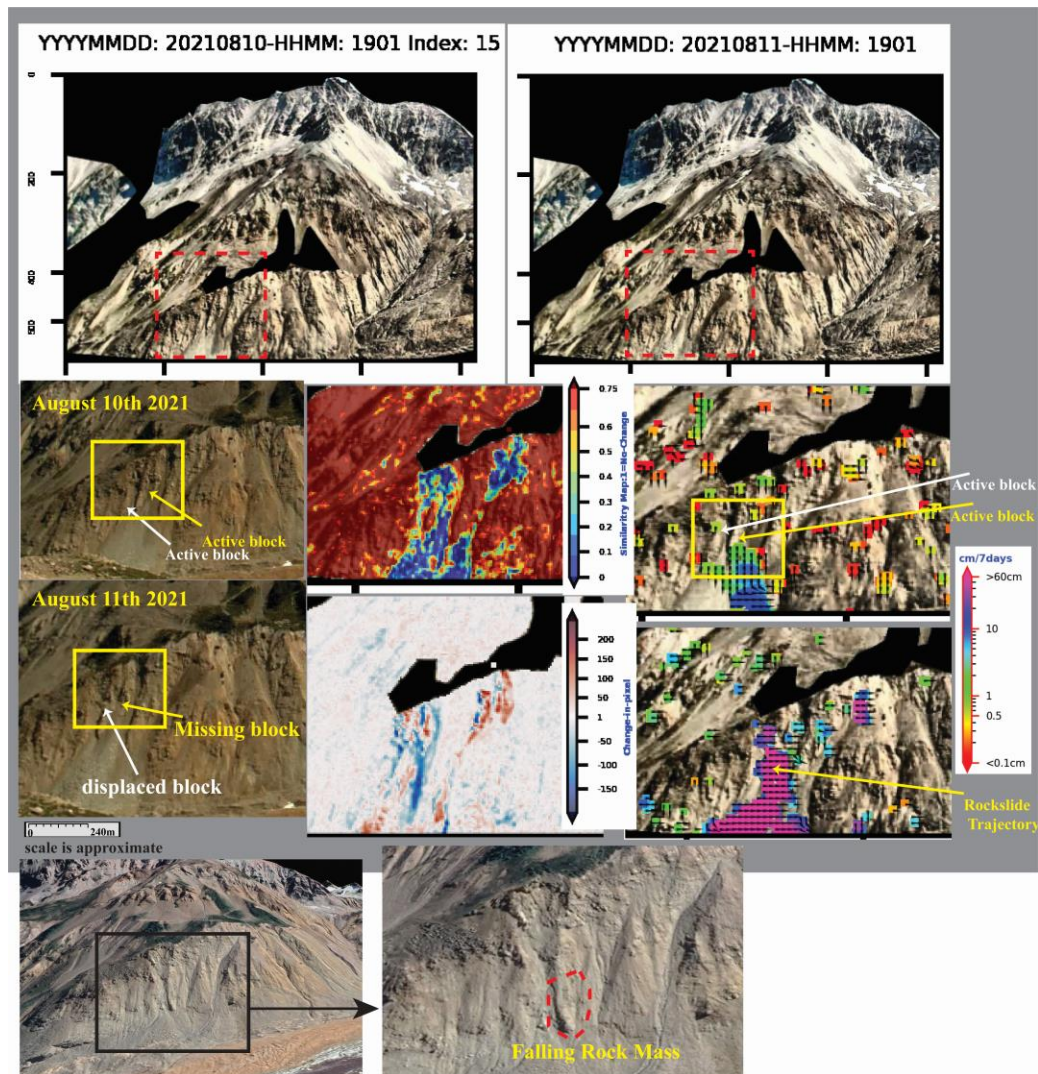 YYYYMMDD: 20210810-HHMM: 1901 Index: 15
YYYYMMDD: 20210811-HHMM: 1901
0
200
400
500
August 10th 2021
Active block
Active block
0.75
0.6
0.5
0.4
0.3
0.2
0.1
0
Similaritry Map:1=No-Change
Active block
Active block
cm/7days
>60cm
10
1
0.5
<0.1cm
August 11th 2021
Missing block
displaced block
200
150
100
50
1
-50
-100
-150
Change-in-pixel
Rockslide
Trajectory
0 240m
scale is approximate
Falling Rock Mass